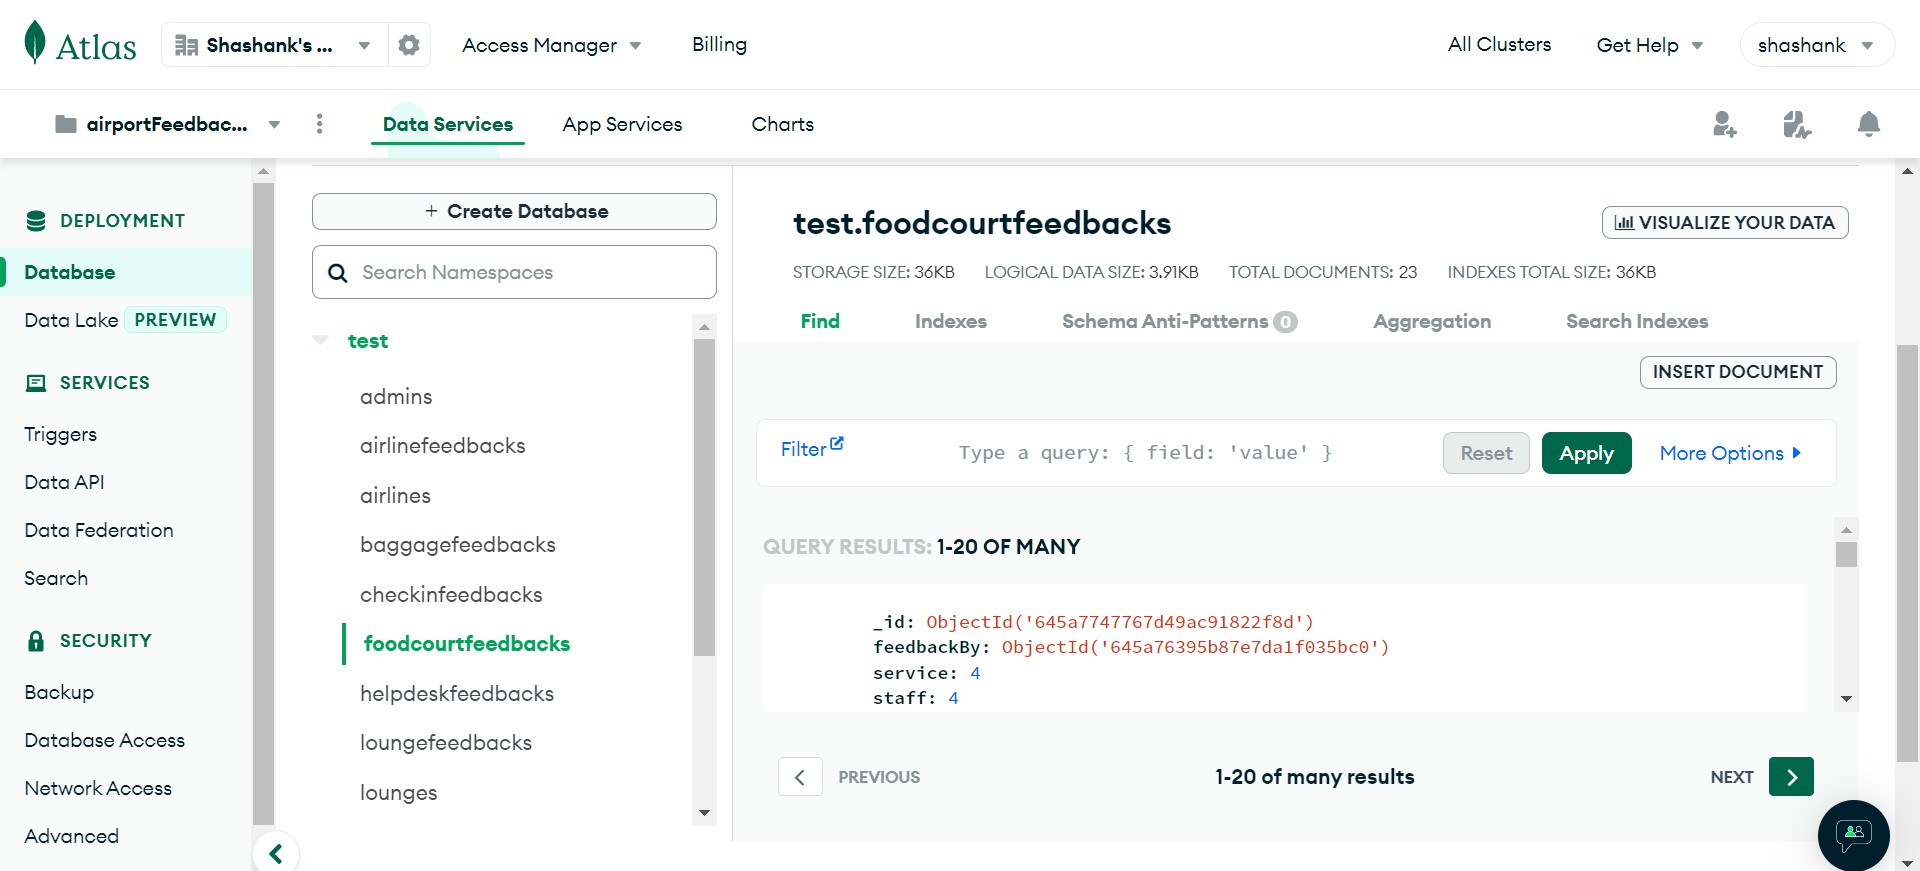 Atlas
Shashank's ...
Access Manager
Billing
All Clusters
Get Help
shashank
airportFeedbac...
Data Services
App Services
Charts
DEPLOYMENT
Database
Data Lake PREVIEW
SERVICES
Triggers
Data API
Data Federation
Search
SECURITY
Backup
Database Access
Network Access
Advanced
+ Create Database
Search Namespaces
test
admins
airlinefeedbacks
airlines
baggagefeedbacks
checkinfeedbacks
foodcourtfeedbacks
helpdeskfeedbacks
loungefeedbacks
lounges
test.foodcourtfeedbacks
VISUALIZE YOUR DATA
STORAGE SIZE: 36KB LOGICAL DATA SIZE: 3.91KB TOTAL DOCUMENTS: 23 INDEXES TOTAL SIZE: 36KB
Find
Indexes
Schema Anti-Patterns 0
Aggregation
Search Indexes
INSERT DOCUMENT
Filter
Type a query: { field: 'value' }
Reset
Apply
More Options
QUERY RESULTS: 1-20 OF MANY
_id: ObjectId('645a7747767d49ac91822f8d')
feedbackBy: ObjectId('645a76395b87e7da1f035bc0')
service: 4
staff: 4
PREVIOUS
1-20 of many results
NEXT